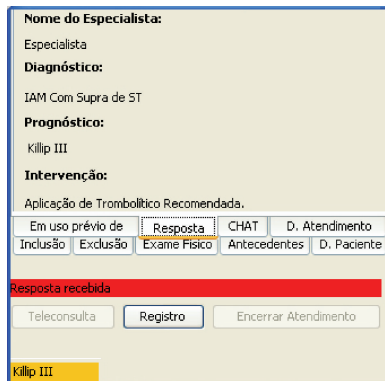 Nome do Especialista:
Especialista
Diagnóstico:
IAM Com Supra de ST
Prognóstico:
Killip III
Intervenção:
Aplicação de Trombolítico Recomendada.
Em uso prévio de Resposta CHAT D. Atendimento
Inclusão Exclusão Exame Físico Antecedentes D. Paciente
Resposta recebida
Teleconsulta Registro Encerrar Atendimento
Killip III